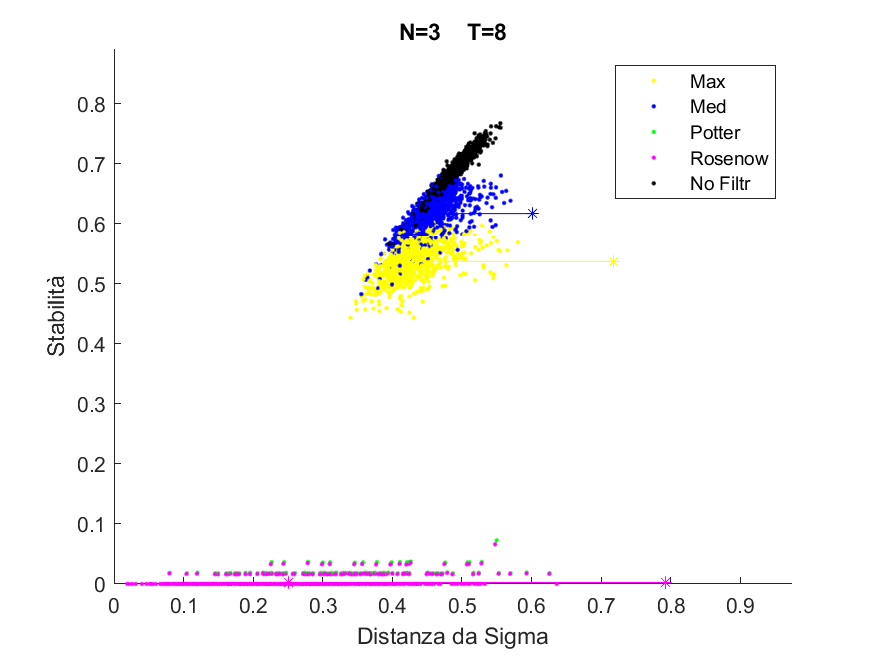 N=3 T=8
Max
Med
Potter
Rosenow
No Filtr
Stabilità
0.8
0.7
0.6
0.5
0.4
0.3
0.2
0.1
0
0 0.1 0.2 0.3 0.4 0.5 0.6 0.7 0.8 0.9
Distanza da Sigma